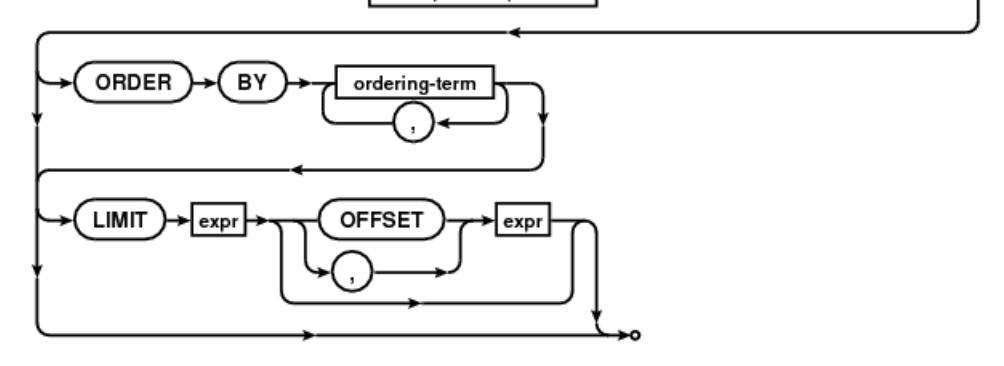 ORDER BY ordering-term
,
LIMIT expr OFFSET expr
,